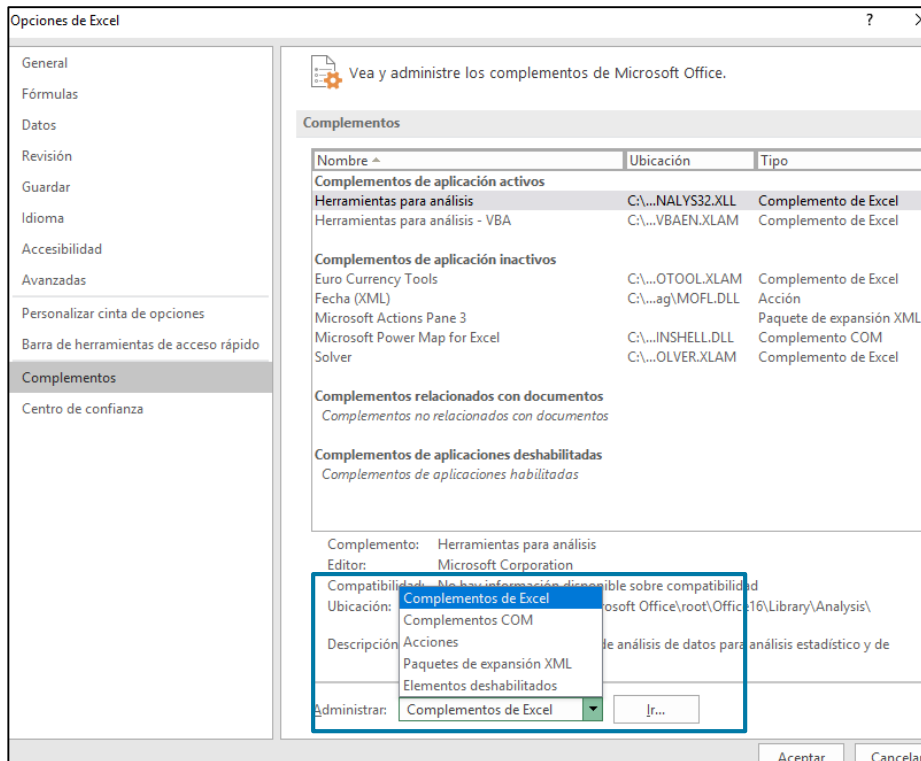 Opciones de Excel ?
General
Fórmulas
Datos
Revisión
Guardar
Idioma
Accesibilidad
Avanzadas
Personalizar cinta de opciones
Barra de herramientas de acceso rápido
Complementos
Centro de confianza
Vea y administre los complementos de Microsoft Office.
Complementos
Nombre Ubicación Tipo
Complementos de aplicación activos
Herramientas para análisis C:\...NALYS32.XLL Complemento de Excel
Herramientas para análisis - VBA C:\...VBAEN.XLAM Complemento de Excel
Complementos de aplicación inactivos
Euro Currency Tools C:\...OTOOL.XLAM Complemento de Excel
Fecha (XML) C:\...ag\MOFL.DLL Acción
Microsoft Actions Pane 3 Paquete de expansión XML
Microsoft Power Map for Excel C:\...INSHELL.DLL Complemento COM
Solver C:\...OLVER.XLAM Complemento de Excel
Complementos relacionados con documentos
Complementos no relacionados con documentos
Complementos de aplicaciones deshabilitadas
Complementos de aplicaciones habilitadas
Complemento: Herramientas para análisis
Editor: Microsoft Corporation
Compatibilidad: No hay información disponible sobre compatibilidad
Ubicación: rosoft Office\root\Office16\Library\Analysis\
Descripción de análisis de datos para análisis estadístico y de
Complementos de Excel
Complementos COM
Acciones
Paquetes de expansión XML
Elementos deshabilitados
Administrar: Complementos de Excel Ir...
Aceptar Cancelar